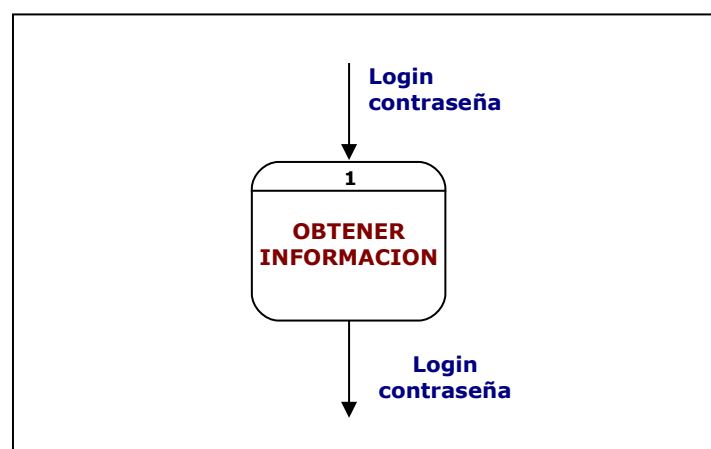 Login
contraseña
1
OBTENER
INFORMACION
Login
contraseña